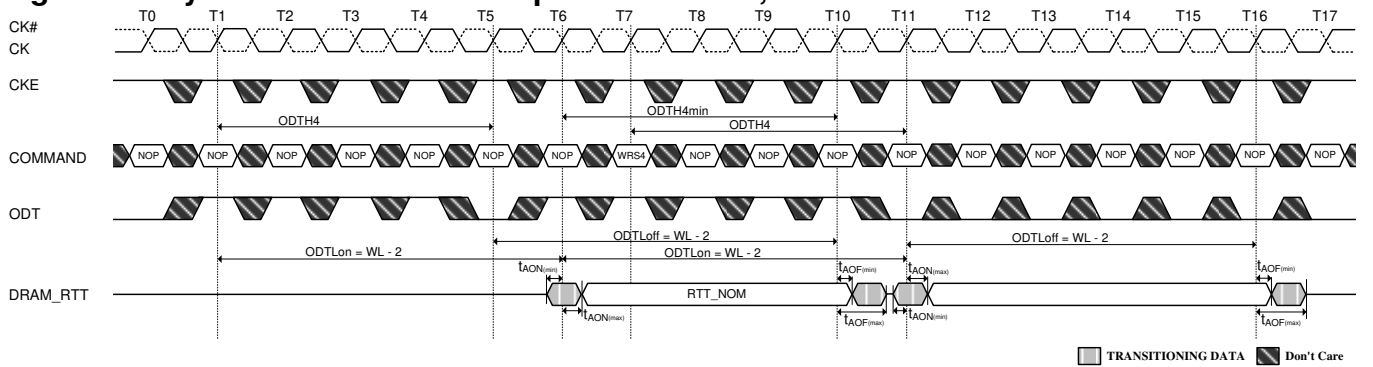 T0 T1 T2 T3 T4 T5 T6 T7 T8 T9 T10 T11 T12 T13 T14 T15 T16 T17
CK#
CK
CKE
ODTH4min
ODTH4 ODTH4
COMMAND NOP NOP NOP NOP NOP NOP NOP WRS4 NOP NOP NOP NOP NOP NOP NOP NOP NOP NOP
ODT
ODTLoff = WL - 2 ODTLoff = WL - 2
ODTLon = WL - 2 ODTLon = WL - 2
tAON(min) tAOF(min) tAON(max) tAOF(min)
DRAM_RTT RTT_NOM
tAON(max) tAOF(max) tAON(min) tAOF(max)
TRANSITIONING DATA Don't Care